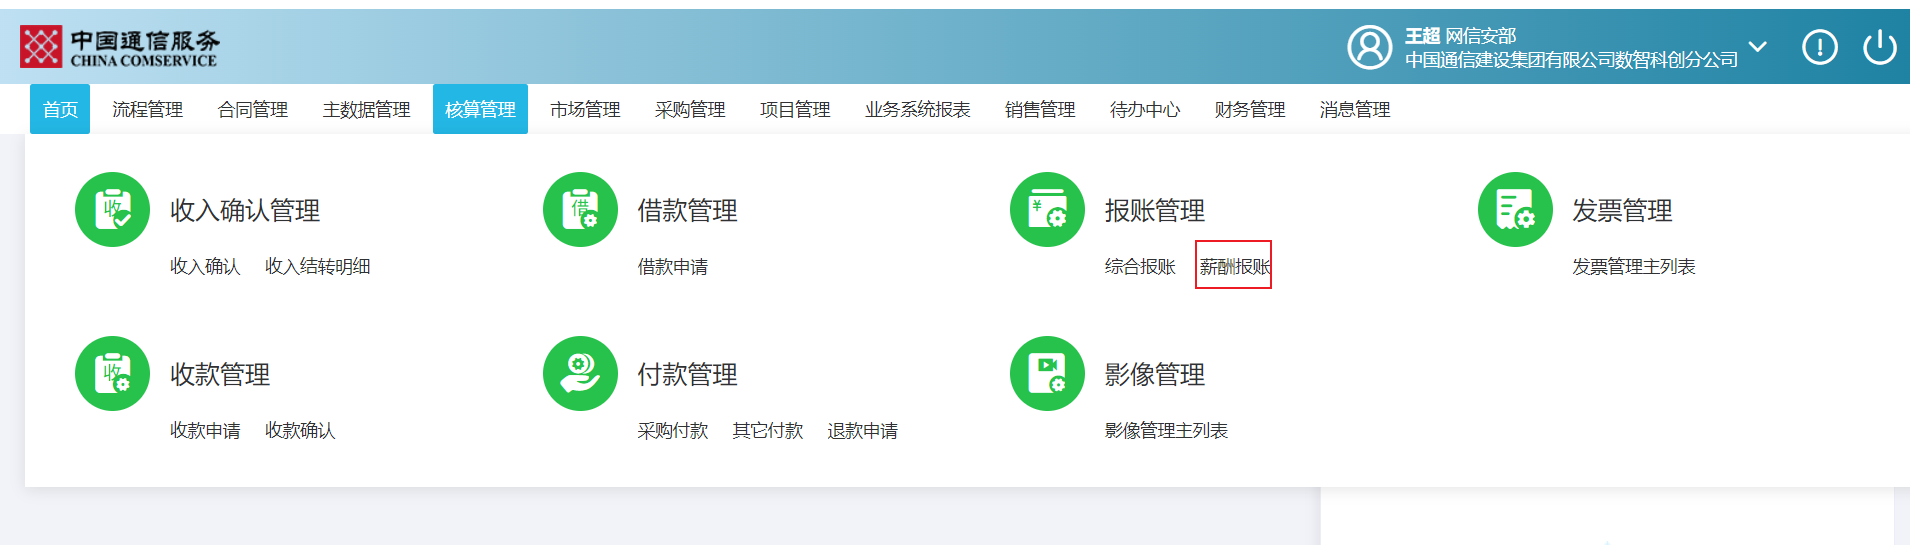 中国通信服务
CHINA COMSERVICE
王超 网信安部
中国通信建设集团有限公司数智科创分公司
首页 流程管理 合同管理 主数据管理 核算管理 市场管理 采购管理 项目管理 业务系统报表 销售管理 待办中心 财务管理 消息管理
收 收入确认管理 借 借款管理 ¥ 报账管理 发票管理
收入确认 收入结转明细 借款申请 综合报账 薪酬报账 发票管理主列表
收 收款管理 付款管理 影像管理
收款申请 收款确认 采购付款 其它付款 退款申请 影像管理主列表